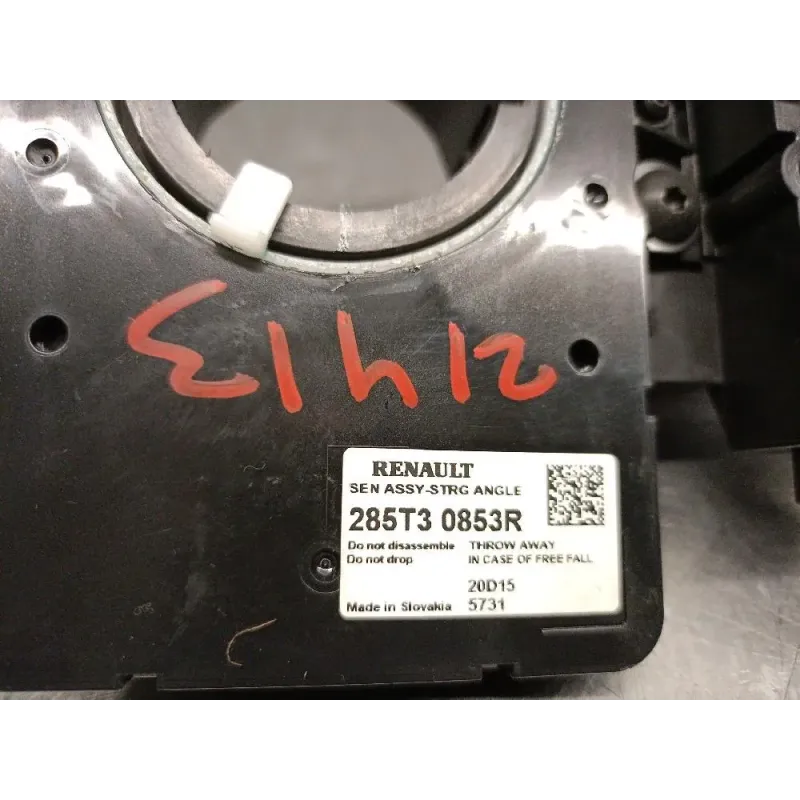 21413
RENAULT
SEN ASSY-STRG ANGLE
285T3 0853R
Do not disassemble THROW AWAY
Do not drop IN CASE OF FREE FALL
20D15
Made in Slovakia 5731